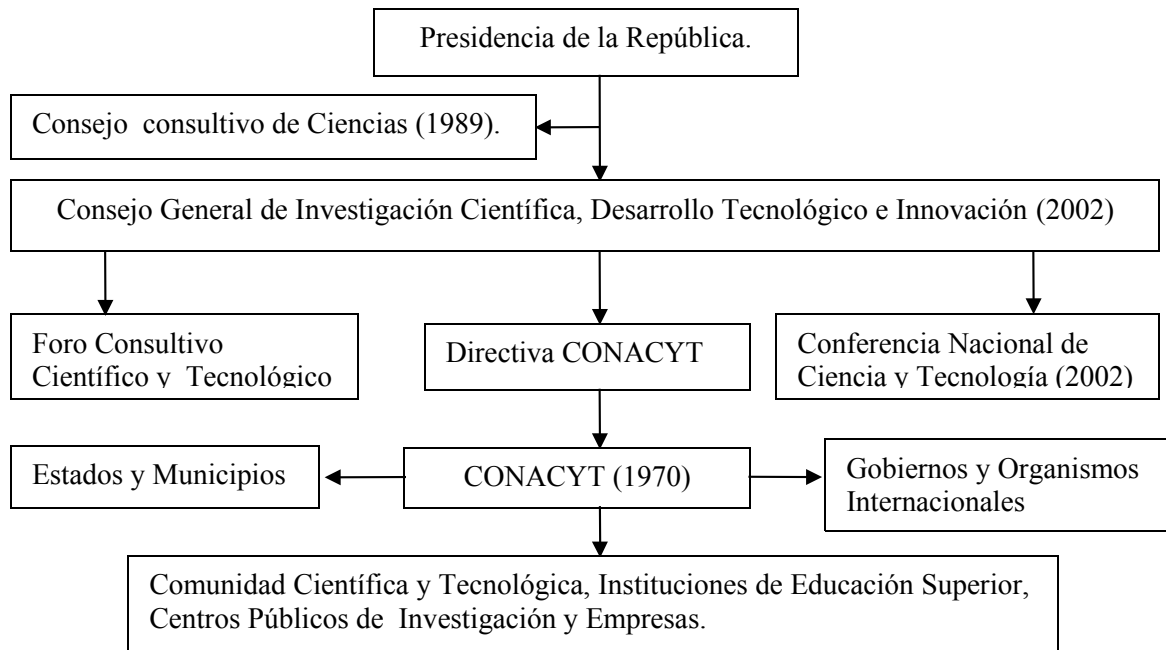 Presidencia de la República.
Consejo consultivo de Ciencias (1989).
Consejo General de Investigación Científica, Desarrollo Tecnológico e Innovación (2002)
Foro Consultivo
Científico y Tecnológico
Directiva CONACYT
Conferencia Nacional de
Ciencia y Tecnología (2002)
Estados y Municipios
CONACYT (1970)
Gobiernos y Organismos
Internacionales
Comunidad Científica y Tecnológica, Instituciones de Educación Superior,
Centros Públicos de Investigación y Empresas.